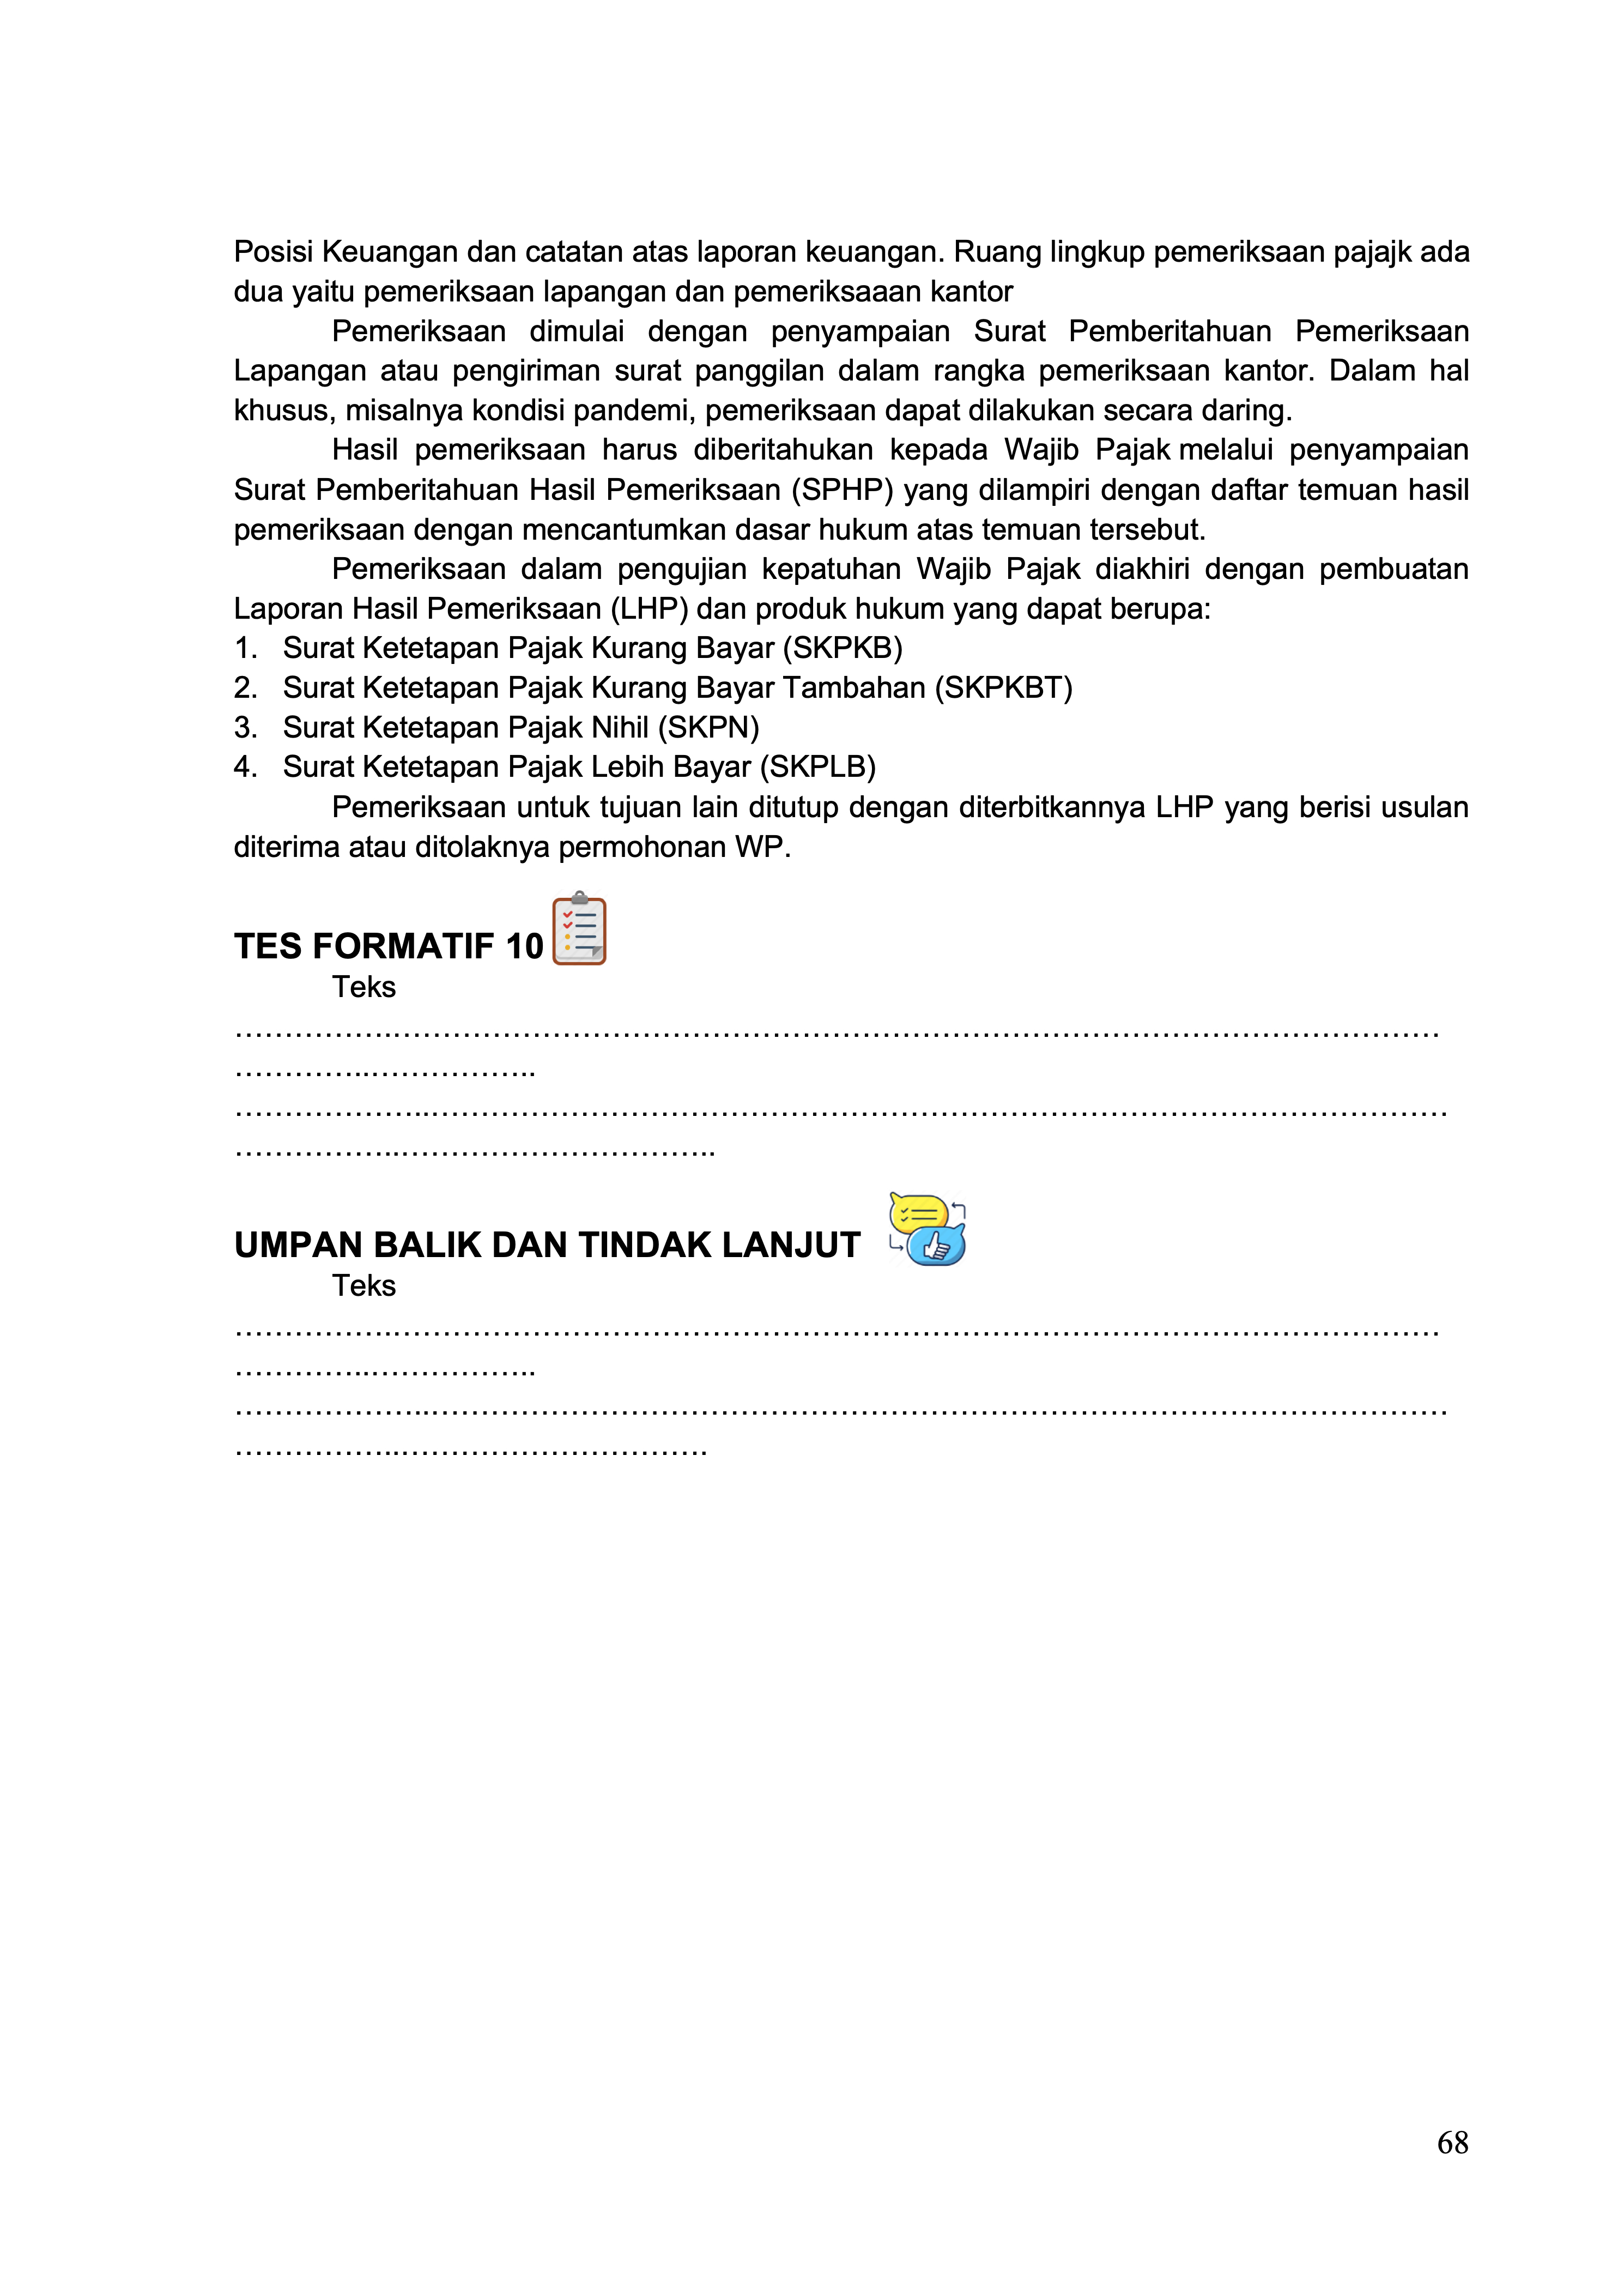 Posisi Keuangan dan catatan atas laporan keuangan. Ruang lingkup pemeriksaan pajajk ada
dua yaitu pemeriksaan lapangan dan pemeriksaaan kantor
Pemeriksaan dimulai dengan penyampaian Surat Pemberitahuan Pemeriksaan
Lapangan atau pengiriman surat panggilan dalam rangka pemeriksaan kantor. Dalam hal
khusus, misalnya kondisi pandemi, pemeriksaan dapat dilakukan secara daring.
Hasil pemeriksaan harus diberitahukan kepada Wajib Pajak melalui penyampaian
Surat Pemberitahuan Hasil Pemeriksaan (SPHP) yang dilampiri dengan daftar temuan hasil
pemeriksaan dengan mencantumkan dasar hukum atas temuan tersebut.
Pemeriksaan dalam pengujian kepatuhan Wajib Pajak diakhiri dengan pembuatan
Laporan Hasil Pemeriksaan (LHP) dan produk hukum yang dapat berupa:
1. Surat Ketetapan Pajak Kurang Bayar (SKPKB)
2. Surat Ketetapan Pajak Kurang Bayar Tambahan (SKPKBT)
3. Surat Ketetapan Pajak Nihil (SKPN)
4. Surat Ketetapan Pajak Lebih Bayar (SKPLB)
Pemeriksaan untuk tujuan lain ditutup dengan diterbitkannya LHP yang berisi usulan
diterima atau ditolaknya permohonan WP.
TES FORMATIF 10
Teks
…………….……………………………………………………………………………………………
…………..……………..
………………..…………………………………………………………………………………………
……………..…………………………..
UMPAN BALIK DAN TINDAK LANJUT
Teks
…………….……………………………………………………………………………………………
…………..……………..
………………..…………………………………………………………………………………………
……………..………………………….
68